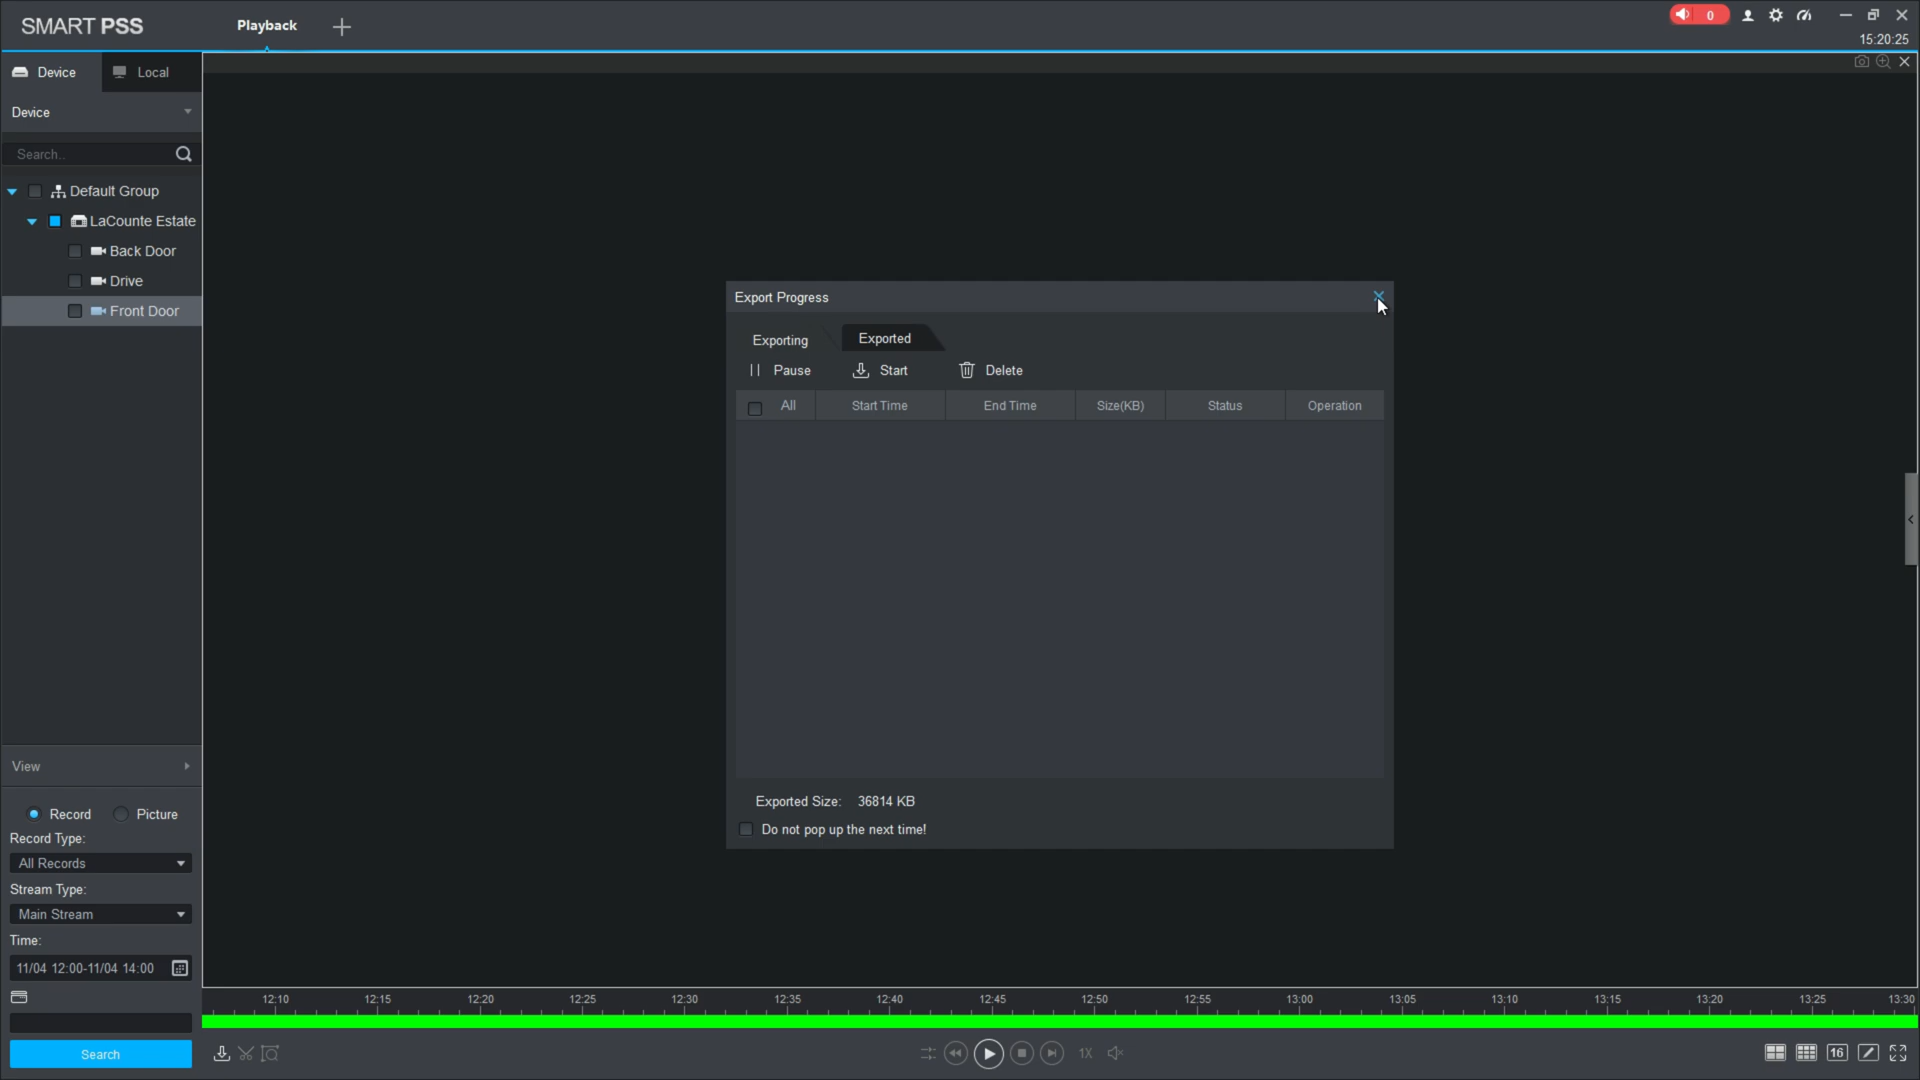 SMART PSS
Playback
0
15:20:25
Device
Local
Device
Search..
Default Group
LaCounte Estate
Back Door
Drive
Front Door
Export Progress
Exporting
Exported
Pause
Start
Delete
All
Start Time
End Time
Size(KB)
Status
Operation
Exported Size: 36814 KB
Do not pop up the next time!
View
Record
Picture
Record Type:
All Records
Stream Type:
Main Stream
Time:
11/04 12:00-11/04 14:00
12:10 12:15 12:20 12:25 12:30 12:35 12:40 12:45 12:50 12:55 13:00 13:05 13:10 13:15 13:20 13:25 13:30
Search
1X
16